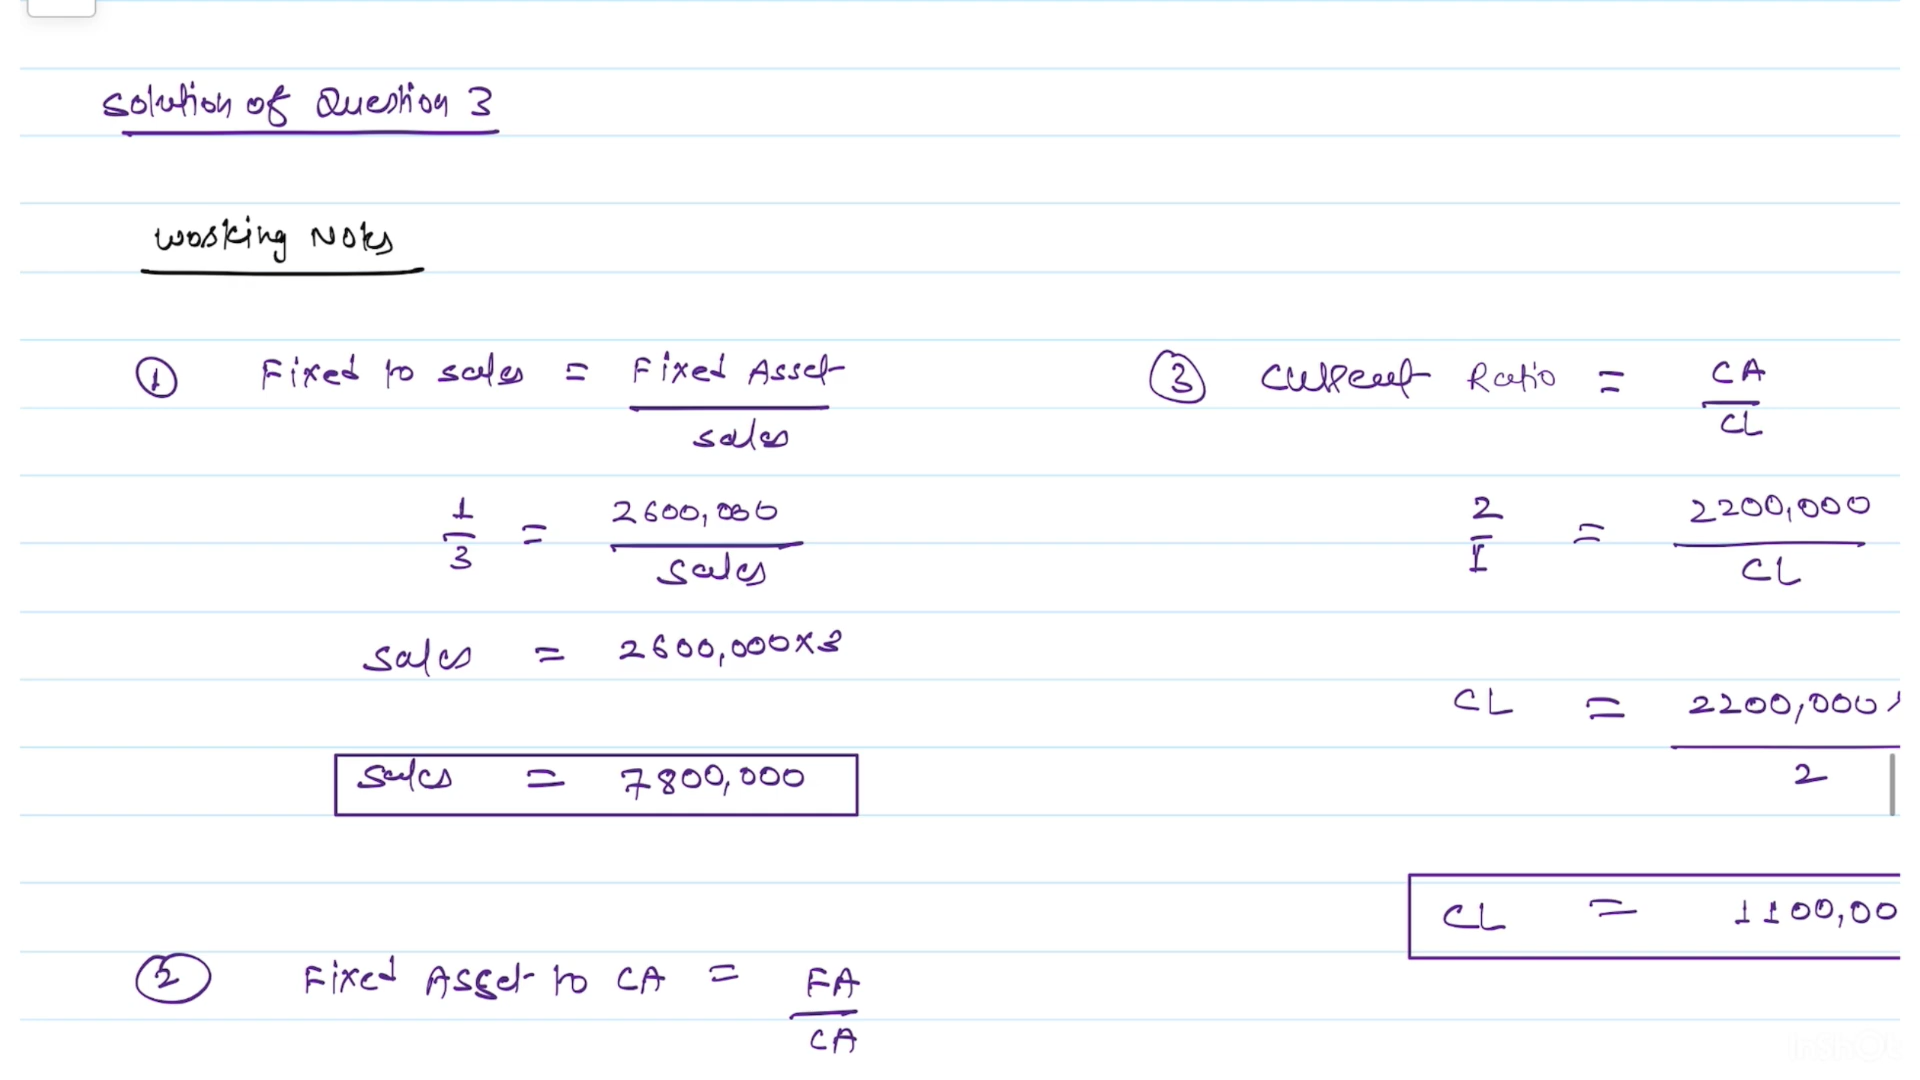 Solution of Question 3
Working Notes
① Fixed to sales = Fixed Asset / sales
1/3 = 2600,000 / Sales
Sales = 2600,000×3
Sales = 7800,000
② Fixed Asset to CA = FA / CA
③ Current Ratio = CA / CL
2/1 = 2200,000 / CL
CL = 2200,000 / 2
CL = 1100,00